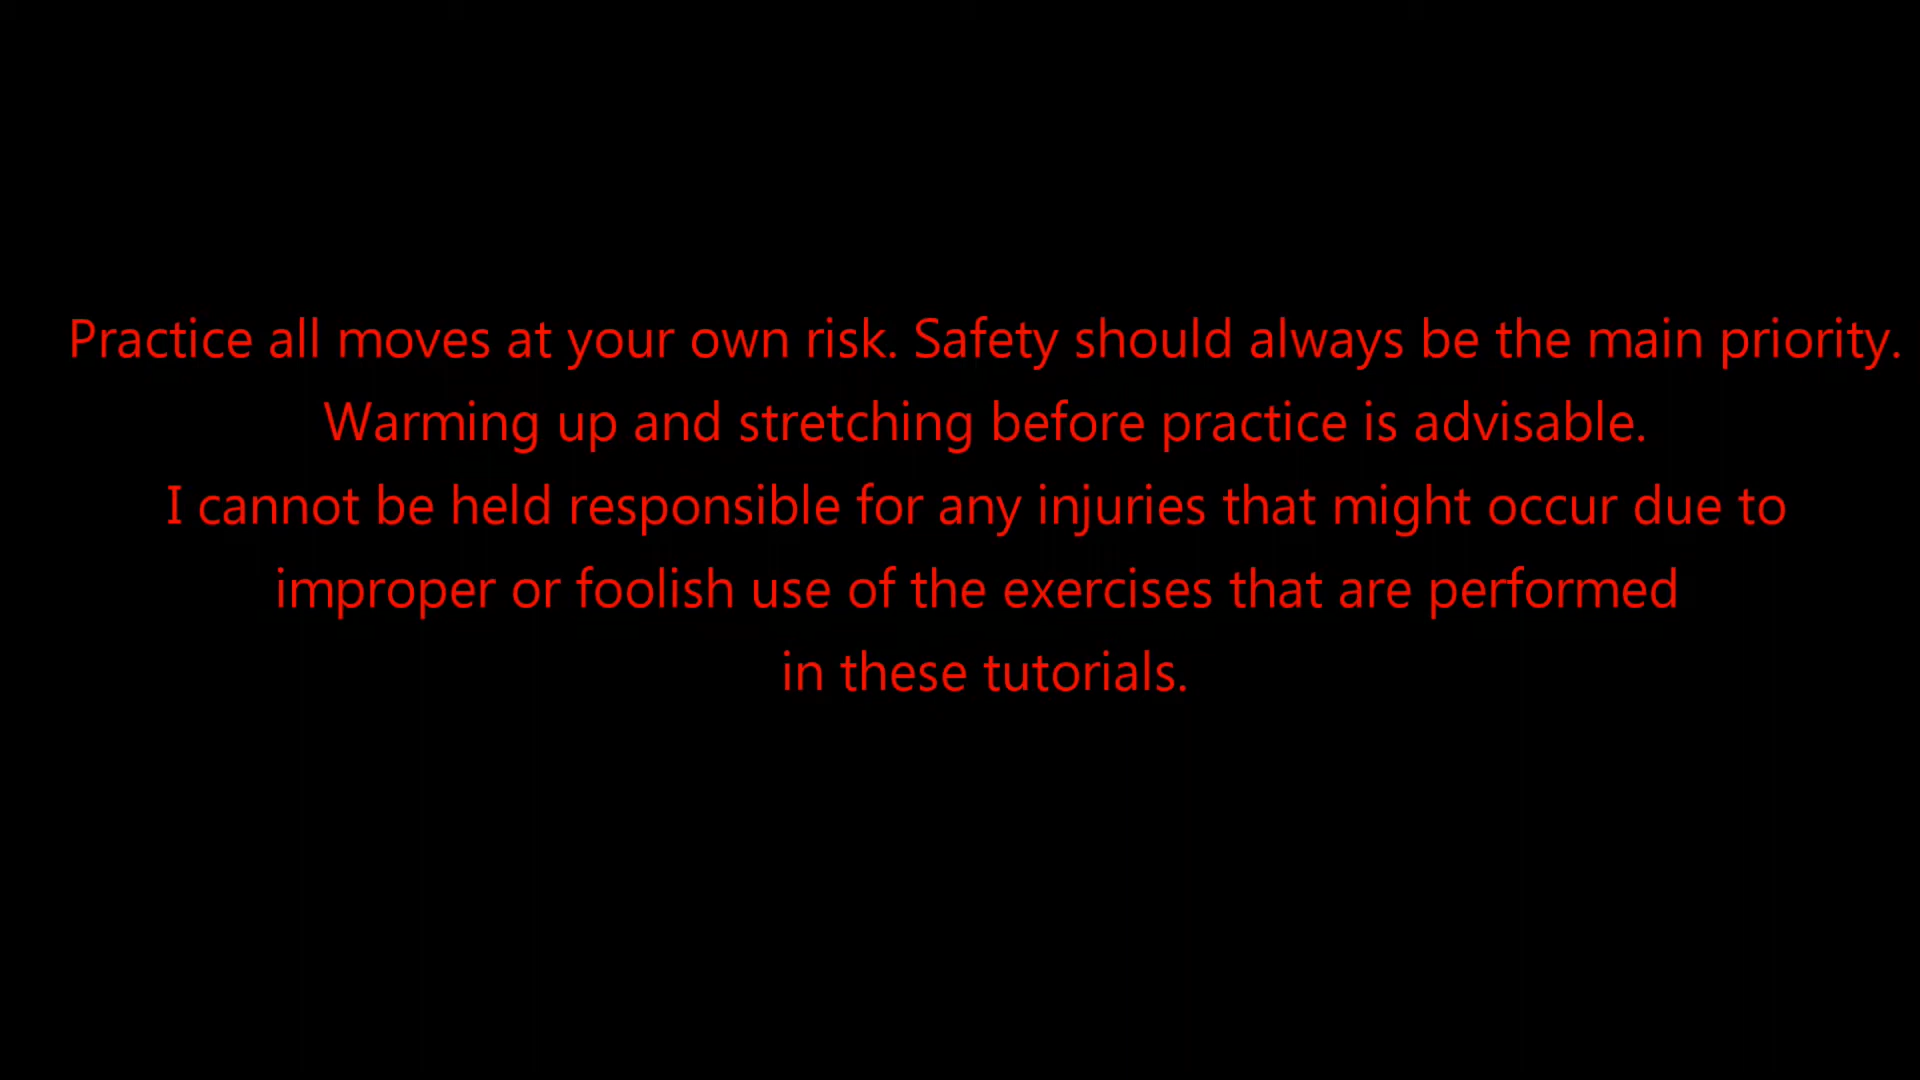 Practice all moves at your own risk. Safety should always be the main priority.
Warming up and stretching before practice is advisable.
I cannot be held responsible for any injuries that might occur due to
improper or foolish use of the exercises that are performed
in these tutorials.